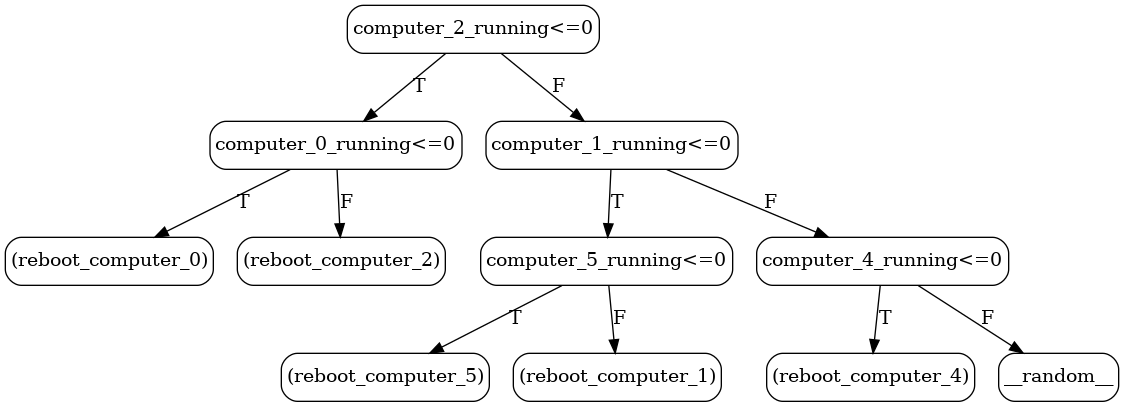 computer_2_running<=0
T
F
computer_0_running<=0
computer_1_running<=0
T
F
T
F
(reboot_computer_0)
(reboot_computer_2)
computer_5_running<=0
computer_4_running<=0
T
F
T
F
(reboot_computer_5)
(reboot_computer_1)
(reboot_computer_4)
__random__